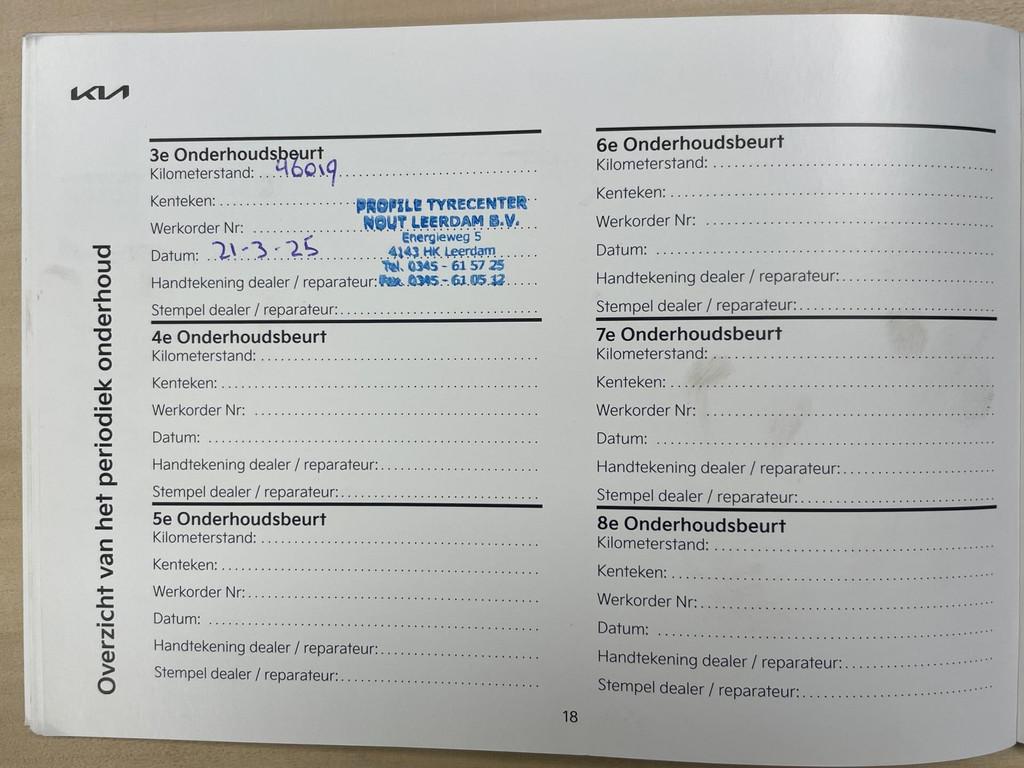 KIA
Overzicht van het periodiek onderhoud
3e Onderhoudsbeurt
Kilometerstand: 46019
Kenteken:
Werkorder Nr:
Datum: 21-3-25
Handtekening dealer / reparateur:
Stempel dealer / reparateur:
PROFILE TYRECENTER
NOUT LEERDAM B.V.
Energieweg 5
4143 HK Leerdam
Tel. 0345 - 61 57 25
Fax. 0345 - 61 05 12
4e Onderhoudsbeurt
Kilometerstand:
Kenteken:
Werkorder Nr:
Datum:
Handtekening dealer / reparateur:
Stempel dealer / reparateur:
5e Onderhoudsbeurt
Kilometerstand:
Kenteken:
Werkorder Nr:
Datum:
Handtekening dealer / reparateur:
Stempel dealer / reparateur:
6e Onderhoudsbeurt
Kilometerstand:
Kenteken:
Werkorder Nr:
Datum:
Handtekening dealer / reparateur:
Stempel dealer / reparateur:
7e Onderhoudsbeurt
Kilometerstand:
Kenteken:
Werkorder Nr:
Datum:
Handtekening dealer / reparateur:
Stempel dealer / reparateur:
8e Onderhoudsbeurt
Kilometerstand:
Kenteken:
Werkorder Nr:
Datum:
Handtekening dealer / reparateur:
Stempel dealer / reparateur:
18